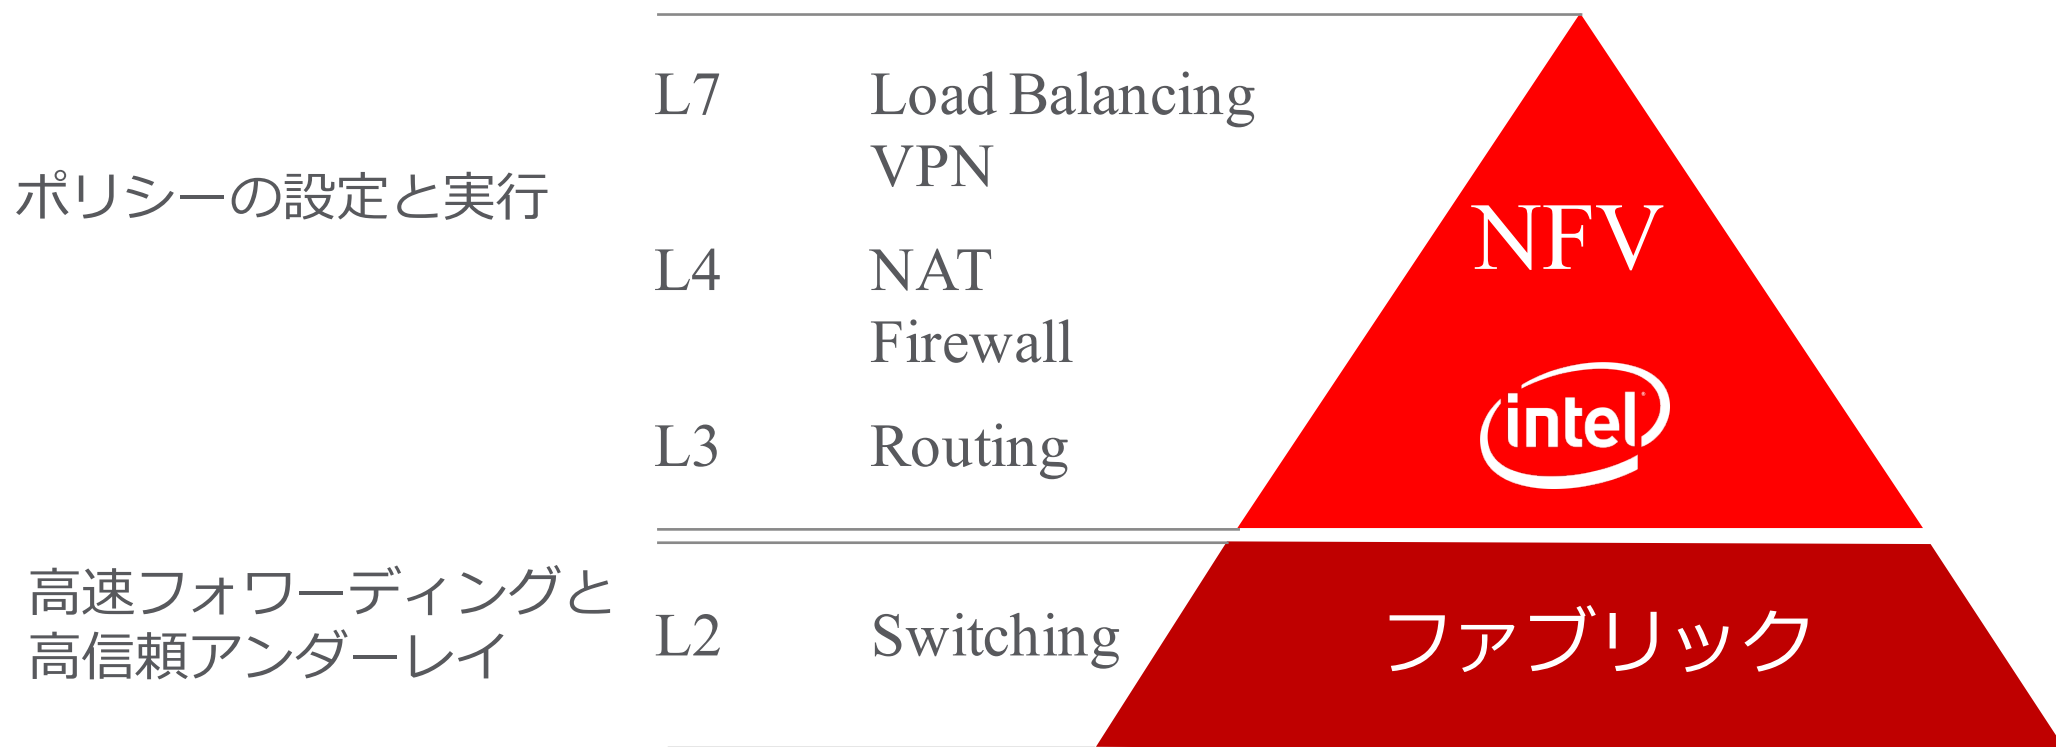 L7 Load Balancing
VPN
ポリシーの設定と実行
NFV
L4 NAT
Firewall
intel
L3 Routing
高速フォワーディングと
高信頼アンダーレイ
L2 Switching
ファブリック